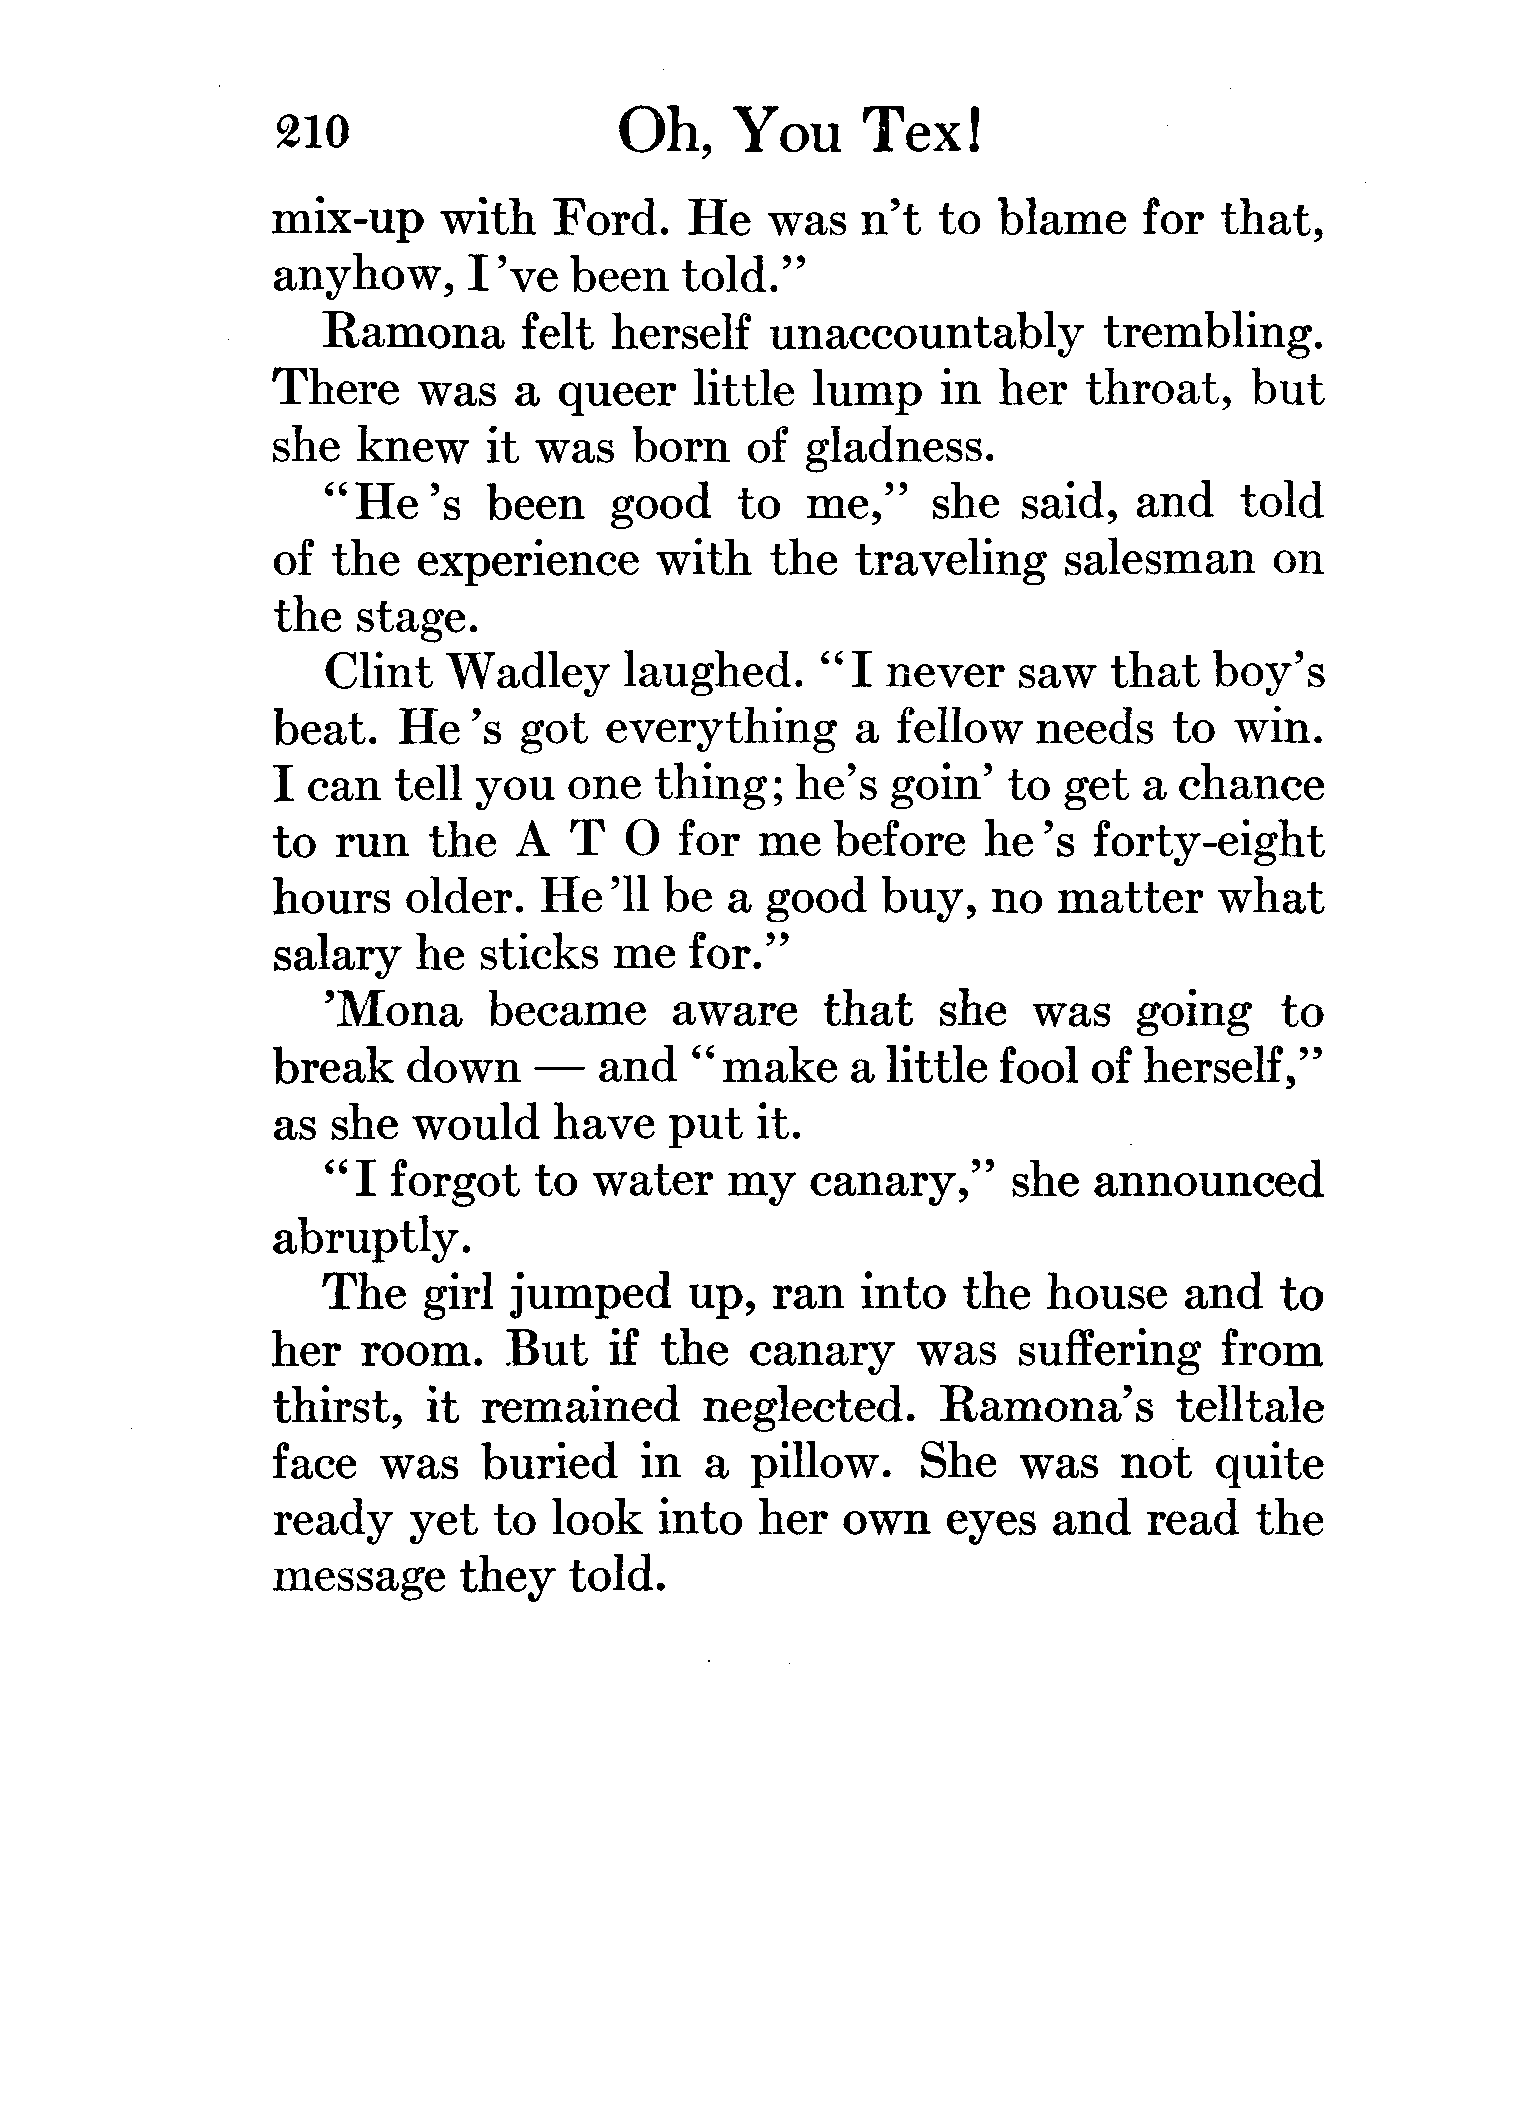 210 Oh, You Tex!
mix-up with Ford. He was n't to blame for that,
anyhow, I 've been told."
Ramona felt herself unaccountably trembling.
There was a queer little lump in her throat, but
she knew it was born of gladness.
"He 's been good to me," she said, and told
of the experience with the traveling salesman on
the stage.
Clint Wadley laughed. "I never saw that boy's
beat. He 's got everything a fellow needs to win.
I can tell you one thing; he's goin' to get a chance
to run the A T O for me before he 's forty-eight
hours older. He 'll be a good buy, no matter what
salary he sticks me for."
'Mona became aware that she was going to
break down — and "make a little fool of herself,"
as she would have put it.
"I forgot to water my canary," she announced
abruptly.
The girl jumped up, ran into the house and to
her room. But if the canary was suffering from
thirst, it remained neglected. Ramona's telltale
face was buried in a pillow. She was not quite
ready yet to look into her own eyes and read the
message they told.